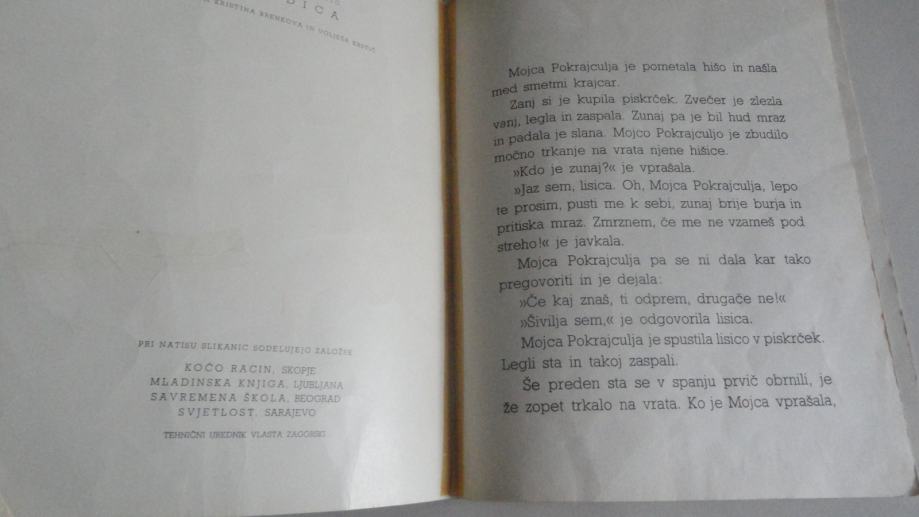 DICA
KRISTINA BRENKOVA IN VOLJEŠA KRSTIĆ
PRI NATISU SLIKANIC SODELUJEJO ZALOŽBE
KOČO RACIN, SKOPJE
MLADINSKA KNJIGA, LJUBLJANA
SAVREMENA ŠKOLA, BEOGRAD
SVJETLOST, SARAJEVO
TEHNIČNI UREDNIK VLASTA ZAGORSKI
Mojca Pokrajculja je pometala hišo in našla
med smetmi krajcar.
Zanj si je kupila piskrček. Zvečer je zlezla
vanj, legla in zaspala. Zunaj pa je bil hud mraz
in padala je slana. Mojco Pokrajculjo je zbudilo
močno trkanje na vrata njene hišice.
»Kdo je zunaj?« je vprašala.
»Jaz sem, lisica. Oh, Mojca Pokrajculja, lepo
te prosim, pusti me k sebi, zunaj brije burja in
pritiska mraz. Zmrznem, če me ne vzameš pod
streho!« je javkala.
Mojca Pokrajculja pa se ni dala kar tako
pregovoriti in je dejala:
»Če kaj znaš, ti odprem, drugače ne!«
»Šivilja sem,« je odgovorila lisica.
Mojca Pokrajculja je spustila lisico v piskrček.
Legli sta in takoj zaspali.
Še preden sta se v spanju prvič obrnili, je
že zopet trkalo na vrata. Ko je Mojca vprašala,